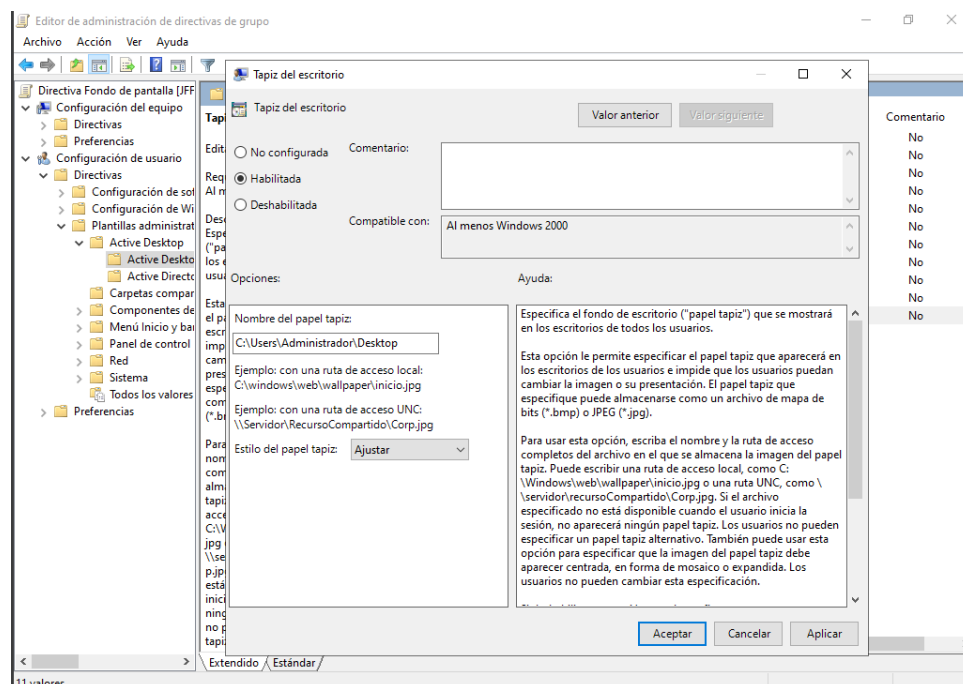 Editor de administración de directivas de grupo
Archivo Acción Ver Ayuda
Directiva Fondo de pantalla [JFF
Configuración del equipo
Directivas
Preferencias
Configuración de usuario
Directivas
Configuración de sof
Configuración de Wi
Plantillas administrat
Active Desktop
Active Deskto
Active Directo
Carpetas compar
Componentes de
Menú Inicio y bar
Panel de control
Red
Sistema
Todos los valores
Preferencias
Comentario
No
No
No
No
No
No
No
No
No
No
No
Tapiz del escritorio
Tapiz del escritorio
Valor anterior Valor siguiente
No configurada
Habilitada
Deshabilitada
Comentario:
Compatible con: Al menos Windows 2000
Opciones: Ayuda:
Nombre del papel tapiz:
C:\Users\Administrador\Desktop
Ejemplo: con una ruta de acceso local:
C:\windows\web\wallpaper\inicio.jpg
Ejemplo: con una ruta de acceso UNC:
\\Servidor\RecursoCompartido\Corp.jpg
Estilo del papel tapiz: Ajustar
Especifica el fondo de escritorio ("papel tapiz") que se mostrará
en los escritorios de todos los usuarios.
Esta opción le permite especificar el papel tapiz que aparecerá en
los escritorios de los usuarios e impide que los usuarios puedan
cambiar la imagen o su presentación. El papel tapiz que
especifique puede almacenarse como un archivo de mapa de
bits (*.bmp) o JPEG (*.jpg).
Para usar esta opción, escriba el nombre y la ruta de acceso
completos del archivo en el que se almacena la imagen del papel
tapiz. Puede escribir una ruta de acceso local, como C:
\Windows\web\wallpaper\inicio.jpg o una ruta UNC, como \
\servidor\recursoCompartido\Corp.jpg. Si el archivo
especificado no está disponible cuando el usuario inicia la
sesión, no aparecerá ningún papel tapiz. Los usuarios no pueden
especificar un papel tapiz alternativo. También puede usar esta
opción para especificar que la imagen del papel tapiz debe
aparecer centrada, en forma de mosaico o expandida. Los
usuarios no pueden cambiar esta especificación.
Aceptar Cancelar Aplicar
Extendido Estándar
11 valores